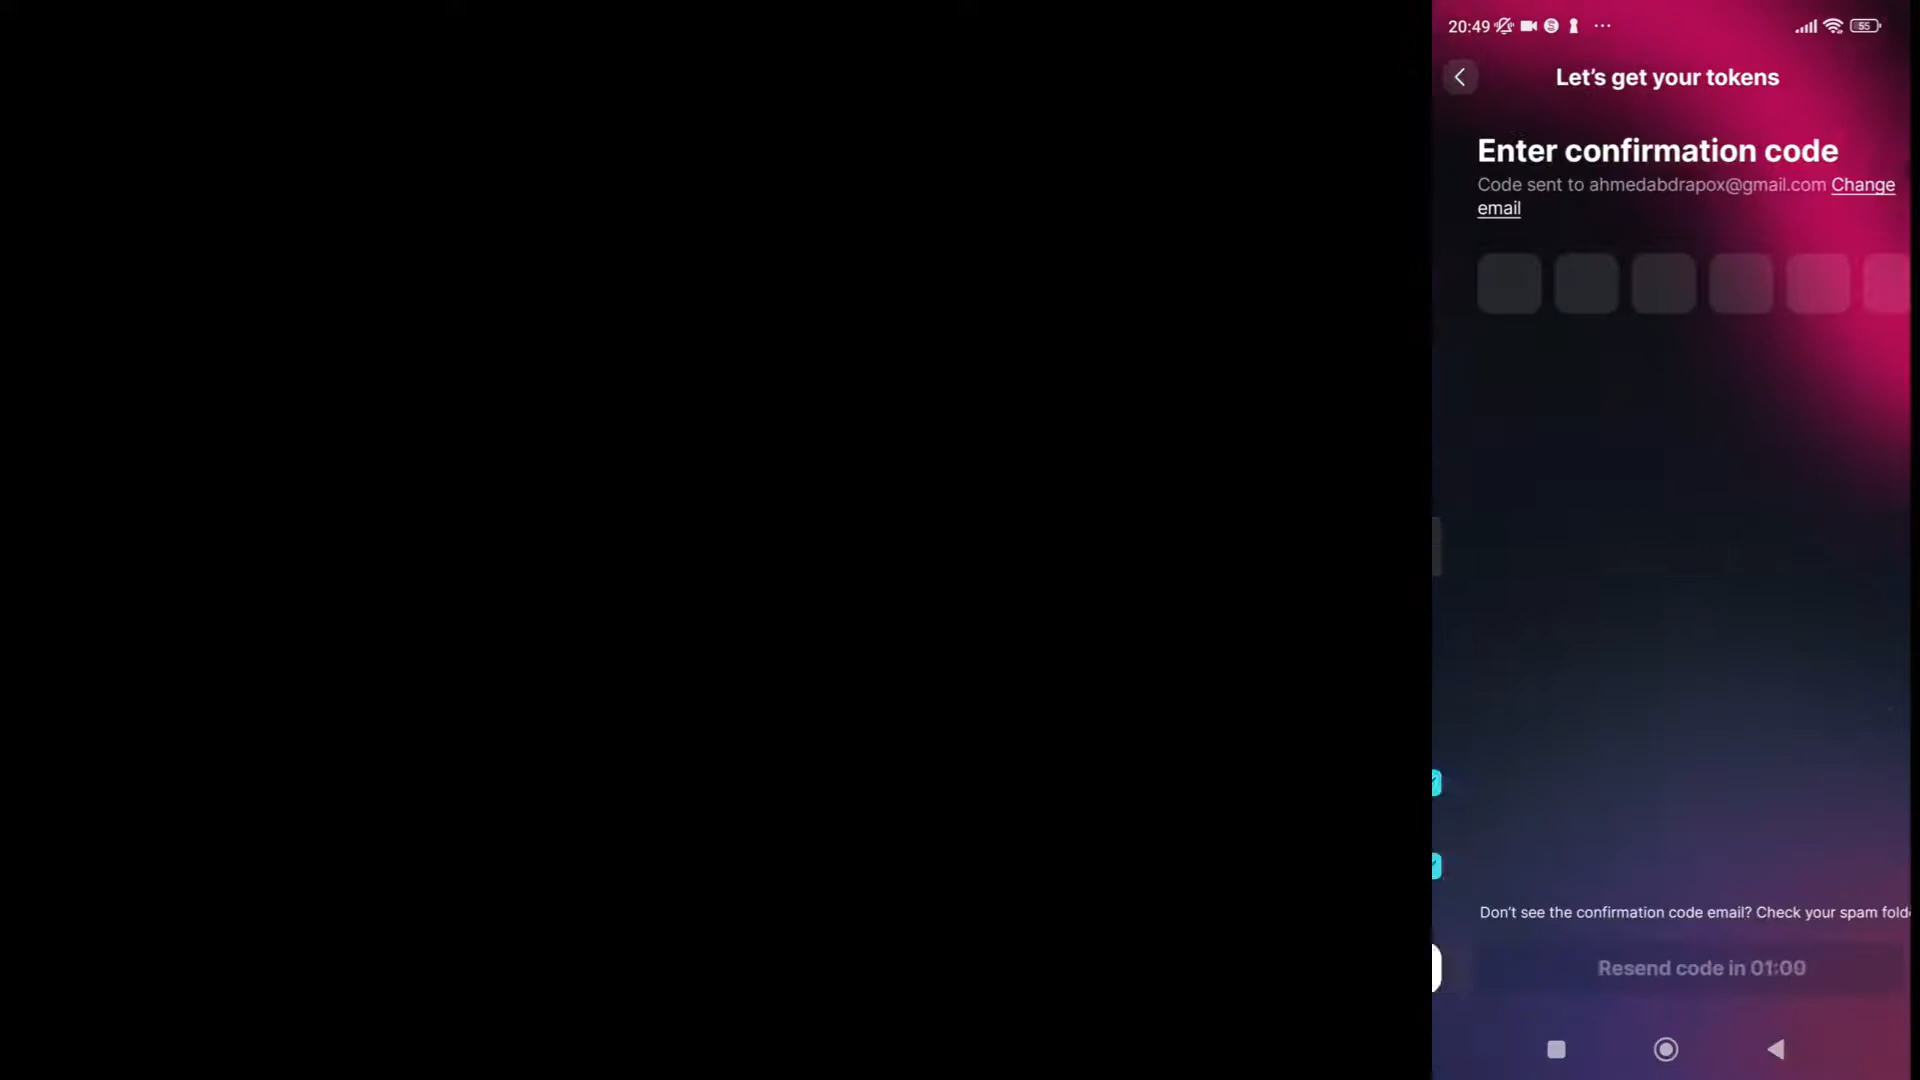 20:49
55
Let's get your tokens
Enter confirmation code
Code sent to ahmedabdrapox@gmail.com Change
email
Don't see the confirmation code email? Check your spam fold
Resend code in 01:00